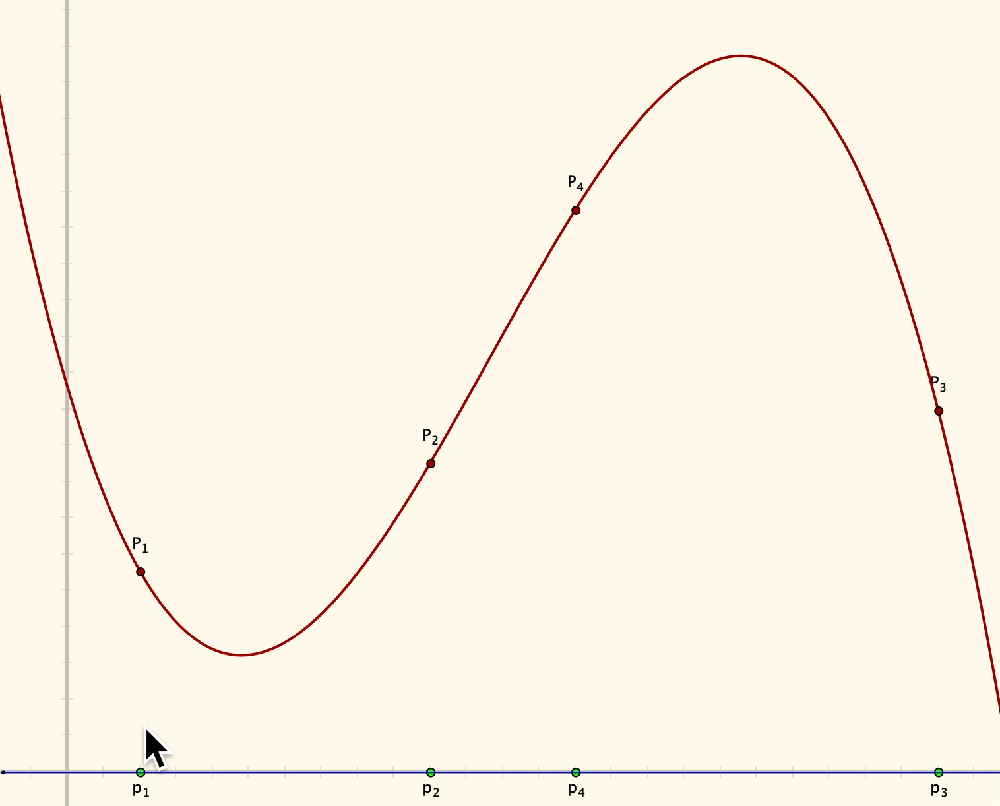 P₄
P₃
P₂
P₁
p₁ p₂ p₄ p₃